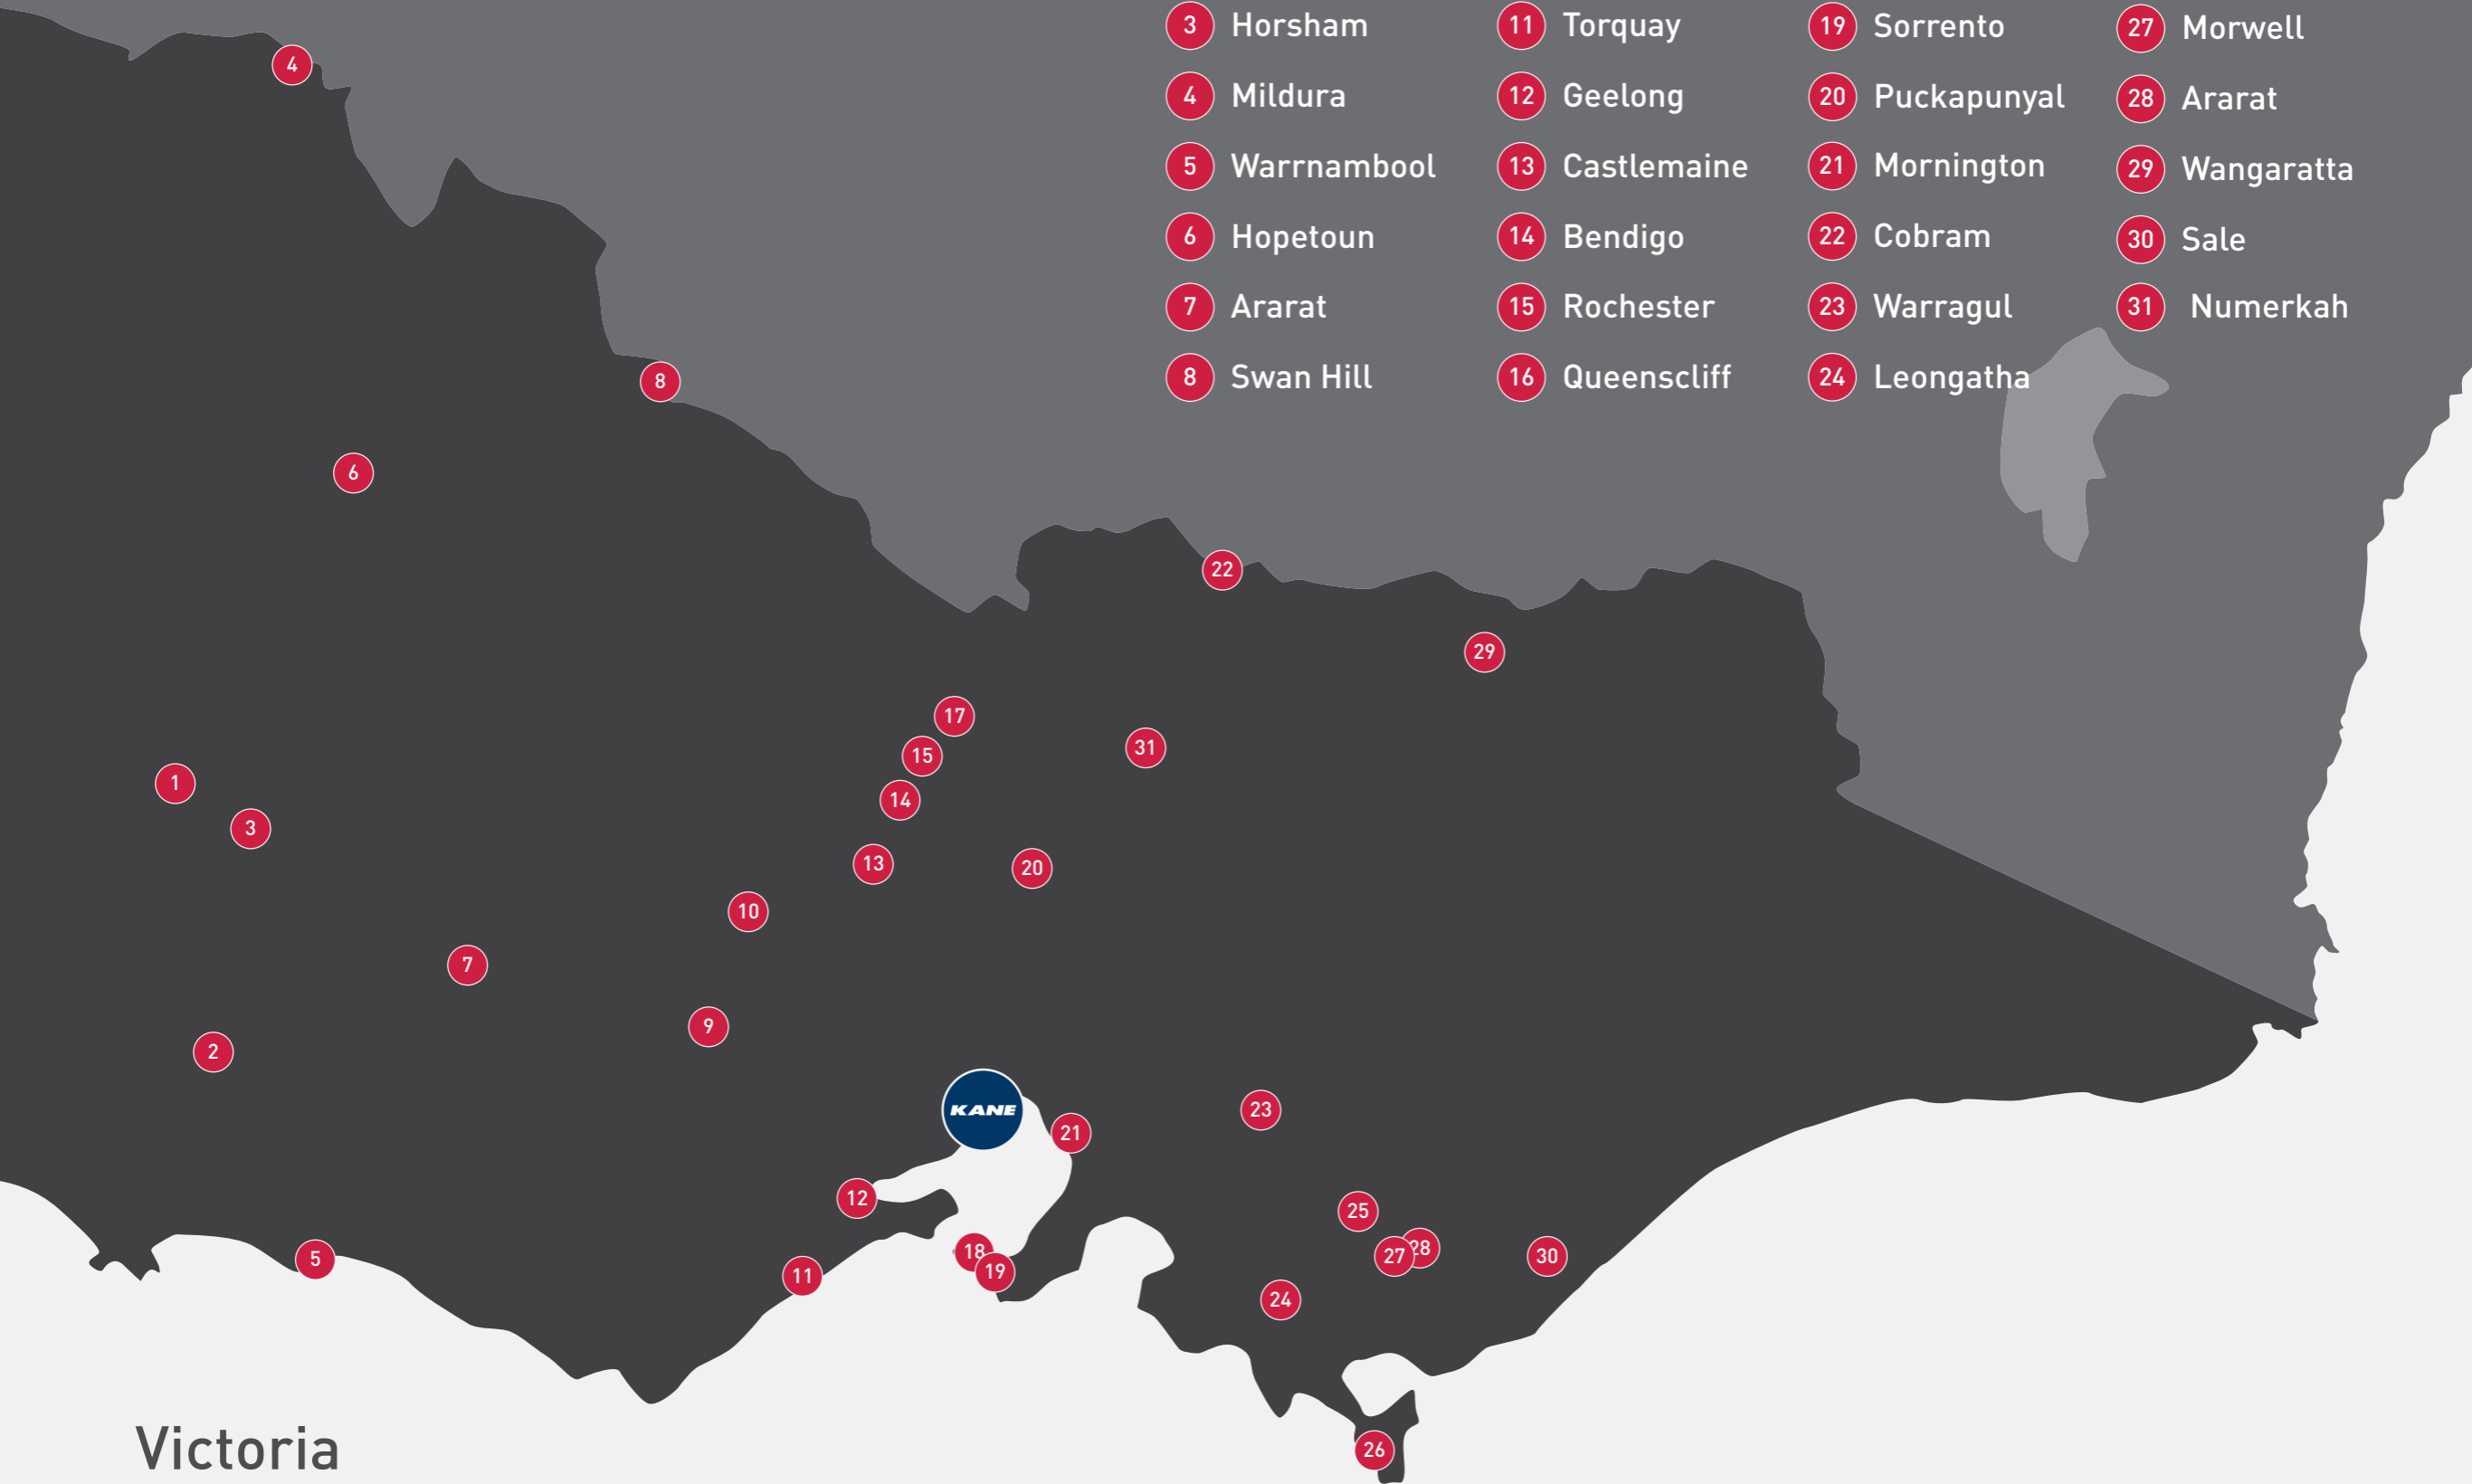 3 Horsham
4 Mildura
5 Warrnambool
6 Hopetoun
7 Ararat
8 Swan Hill
11 Torquay
12 Geelong
13 Castlemaine
14 Bendigo
15 Rochester
16 Queenscliff
19 Sorrento
20 Puckapunyal
21 Mornington
22 Cobram
23 Warragul
24 Leongatha
27 Morwell
28 Ararat
29 Wangaratta
30 Sale
31 Numerkah
4
8
6
22
29
17
15
31
1
14
3
13
20
10
7
9
2
KANE
23
21
12
25
18
28
27
30
5
19
11
24
26
Victoria